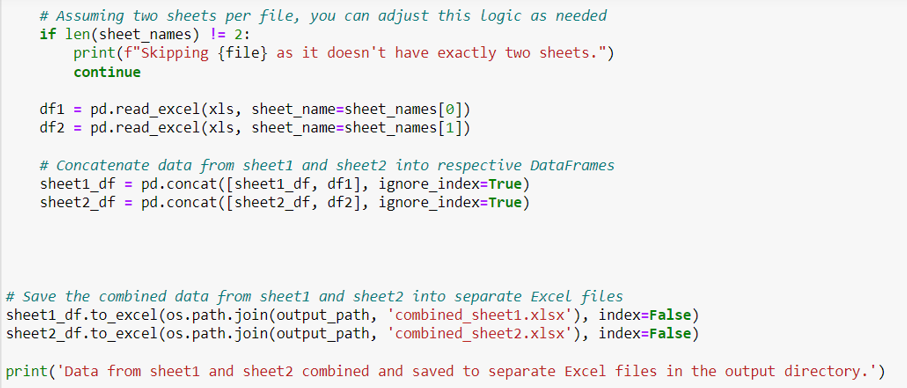 # Assuming two sheets per file, you can adjust this logic as needed
if len(sheet_names) != 2:
print(f"Skipping {file} as it doesn't have exactly two sheets.")
continue
df1 = pd.read_excel(xls, sheet_name=sheet_names[0])
df2 = pd.read_excel(xls, sheet_name=sheet_names[1])
# Concatenate data from sheet1 and sheet2 into respective DataFrames
sheet1_df = pd.concat([sheet1_df, df1], ignore_index=True)
sheet2_df = pd.concat([sheet2_df, df2], ignore_index=True)
# Save the combined data from sheet1 and sheet2 into separate Excel files
sheet1_df.to_excel(os.path.join(output_path, 'combined_sheet1.xlsx'), index=False)
sheet2_df.to_excel(os.path.join(output_path, 'combined_sheet2.xlsx'), index=False)
print('Data from sheet1 and sheet2 combined and saved to separate Excel files in the output directory.')